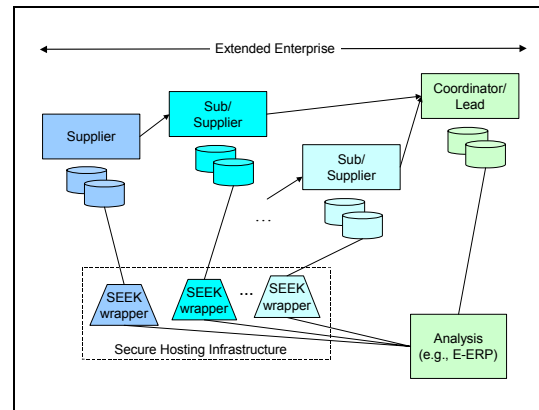 Extended Enterprise
Coordinator/
Lead
Sub/
Supplier
Supplier
Sub/
Supplier
...
SEEK
wrapper
SEEK
wrapper
...
SEEK
wrapper
Secure Hosting Infrastructure
Analysis
(e.g., E-ERP)